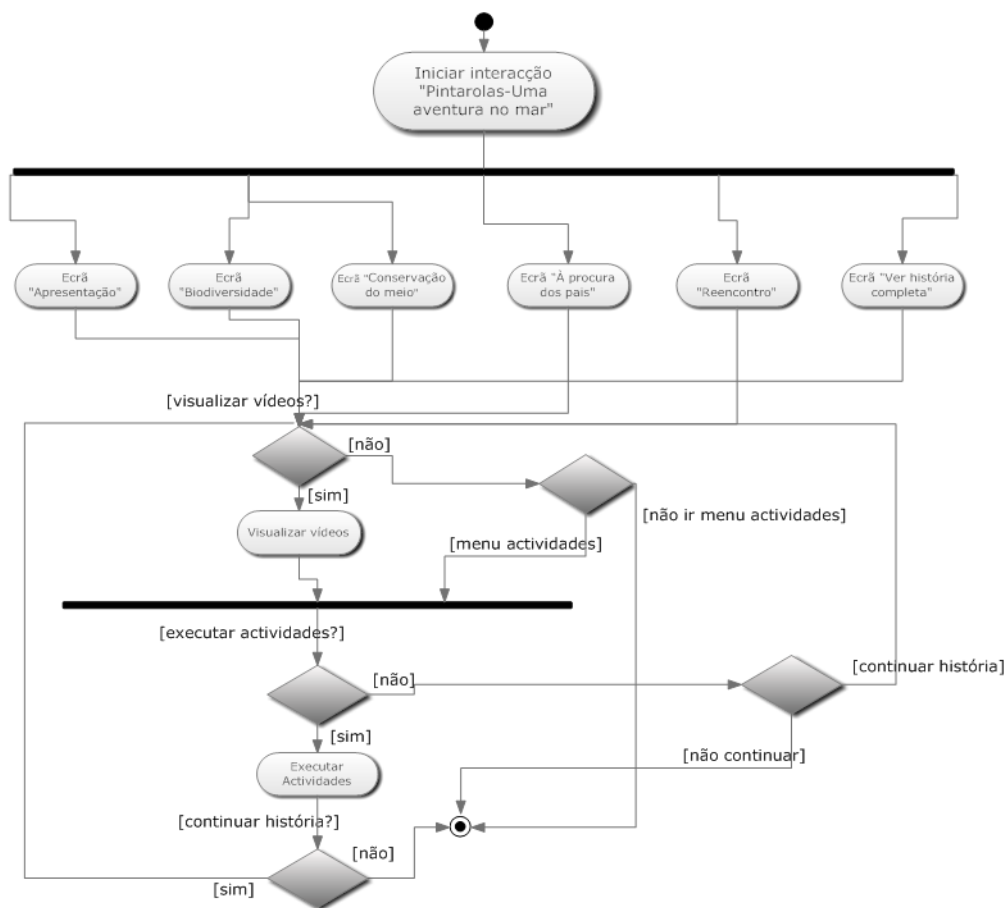 Iniciar interacção
"Pintarolas-Uma
aventura no mar"
Ecrã
"Apresentação"
Ecrã
"Biodiversidade"
Ecrã "Conservação
do meio"
Ecrã "À procura
dos pais"
Ecrã
"Reencontro"
Ecrã "Ver história
completa"
[visualizar vídeos?]
[não]
[sim]
[não ir menu actividades]
Visualizar vídeos
[menu actividades]
[executar actividades?]
[não]
[continuar história]
[sim]
[não continuar]
Executar
Actividades
[continuar história?]
[não]
[sim]